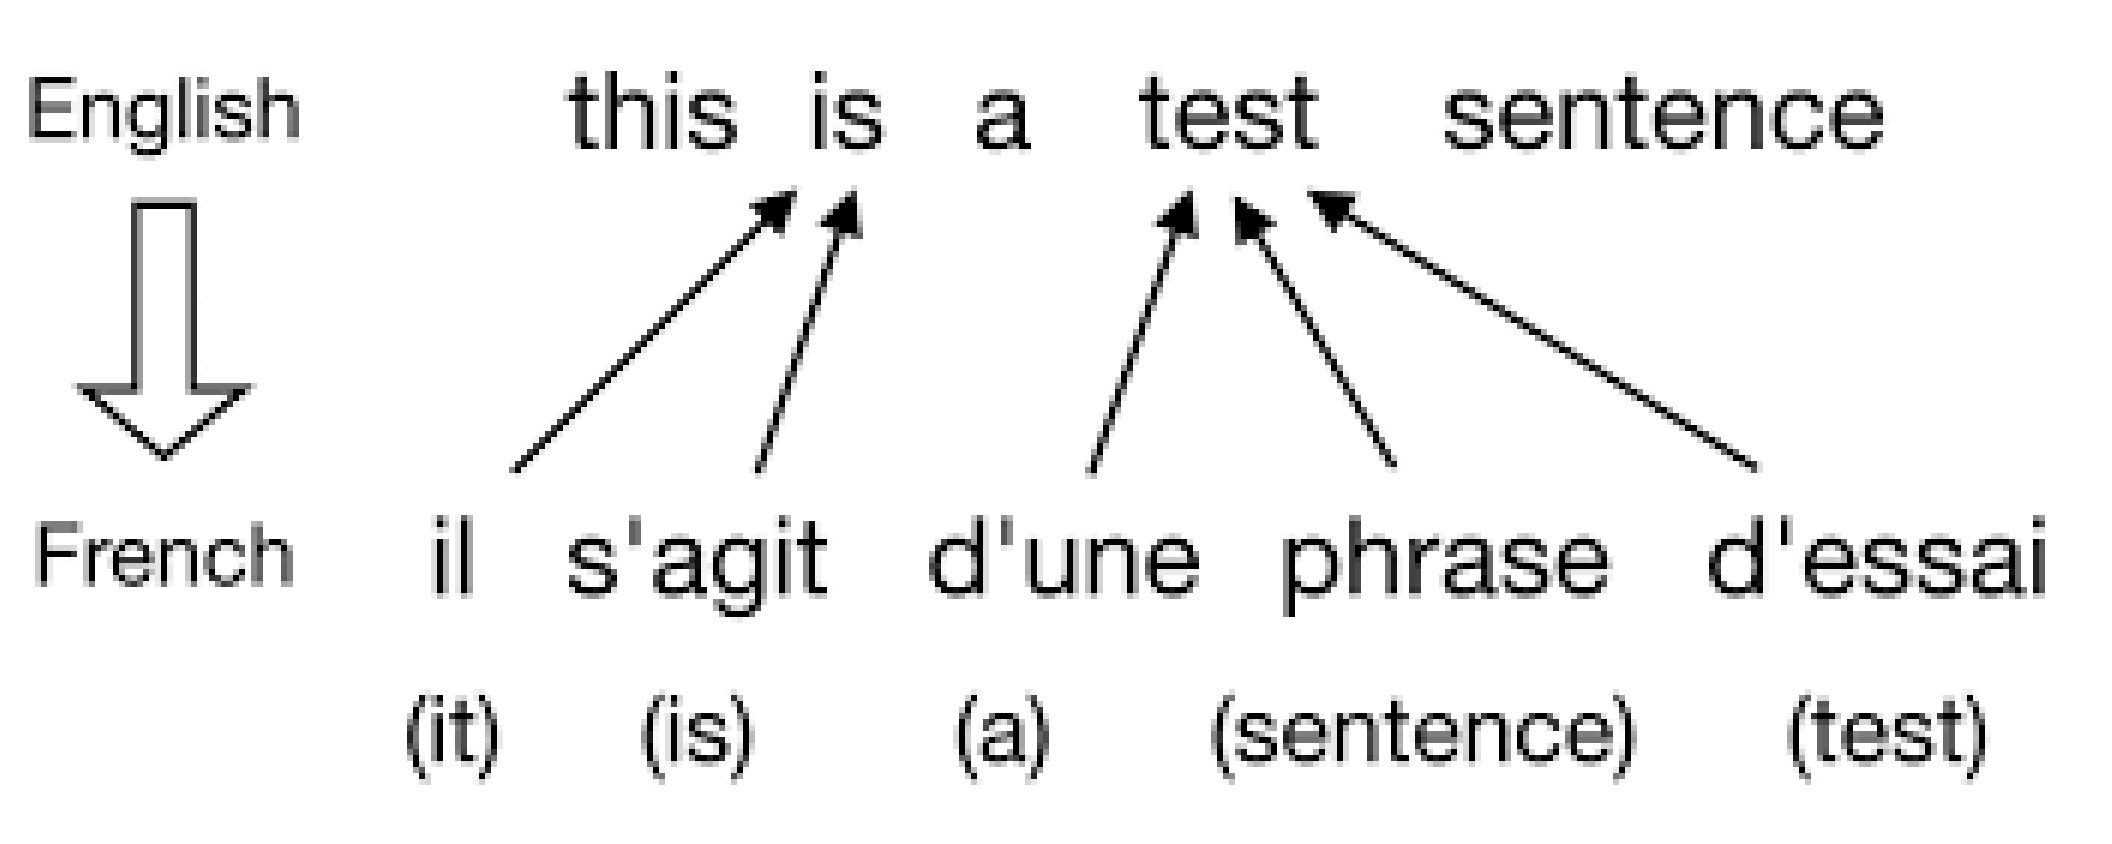 English this is a test sentence
French il s'agit d'une phrase d'essai
(it) (is) (a) (sentence) (test)